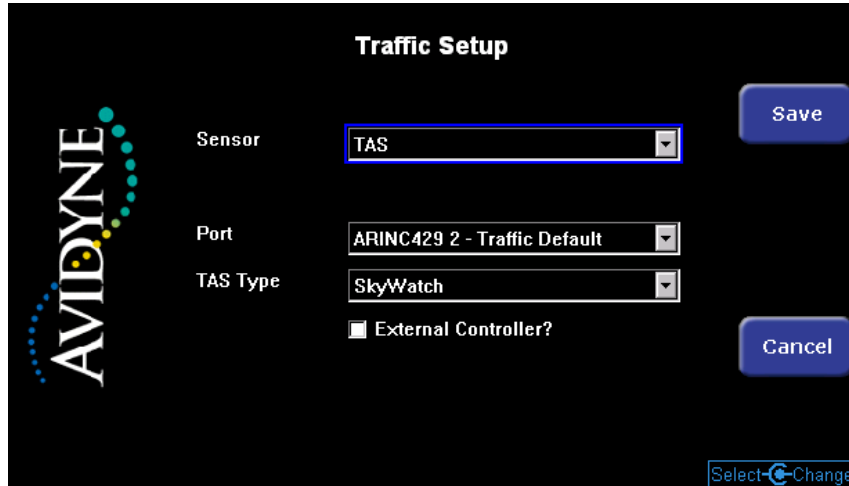 Traffic Setup
AVIDYNE
Save
Sensor
TAS
Port
ARINC429 2 - Traffic Default
TAS Type
SkyWatch
External Controller?
Cancel
Select Change